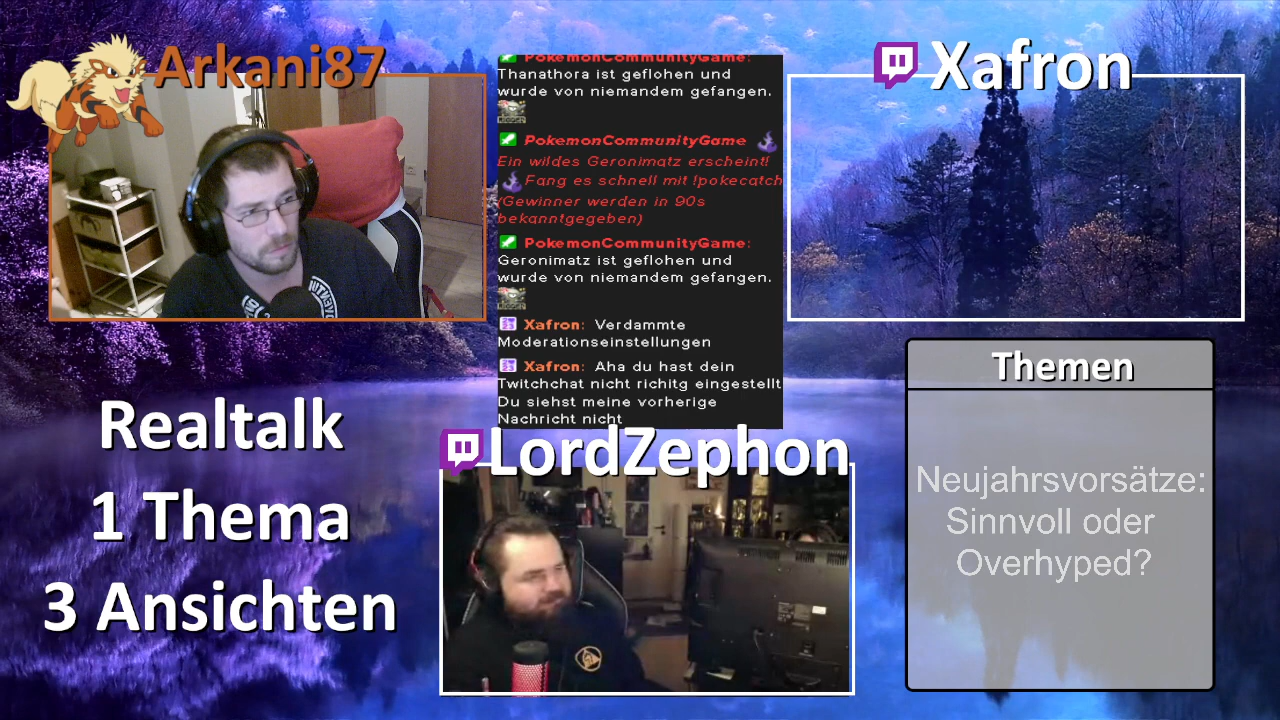 Arkani87
PokemonCommunityGame:
Thanathora ist geflohen und
wurde von niemandem gefangen.
PokemonCommunityGame
Ein wildes Geronimatz erscheint!
Fang es schnell mit !pokecatch
(Gewinner werden in 90s
bekanntgegeben)
PokemonCommunityGame:
Geronimatz ist geflohen und
wurde von niemandem gefangen.
Xafron: Verdammte
Moderationseinstellungen
Xafron: Aha du hast dein
Twitchchat nicht richitg eingestellt
Du siehst meine vorherige
Nachricht nicht
Xafron
Realtalk
1 Thema
3 Ansichten
LordZephon
Themen
Neujahrsvorsätze:
Sinnvoll oder
Overhyped?